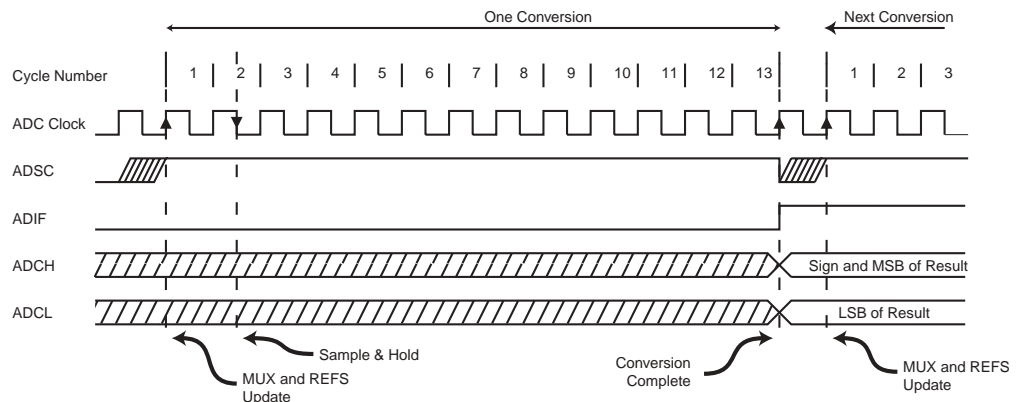 One Conversion
Next Conversion
Cycle Number
1 2 3 4 5 6 7 8 9 10 11 12 13 1 2 3
ADC Clock
ADSC
ADIF
ADCH
Sign and MSB of Result
ADCL
LSB of Result
Sample & Hold
MUX and REFS
Update
Conversion
Complete
MUX and REFS
Update